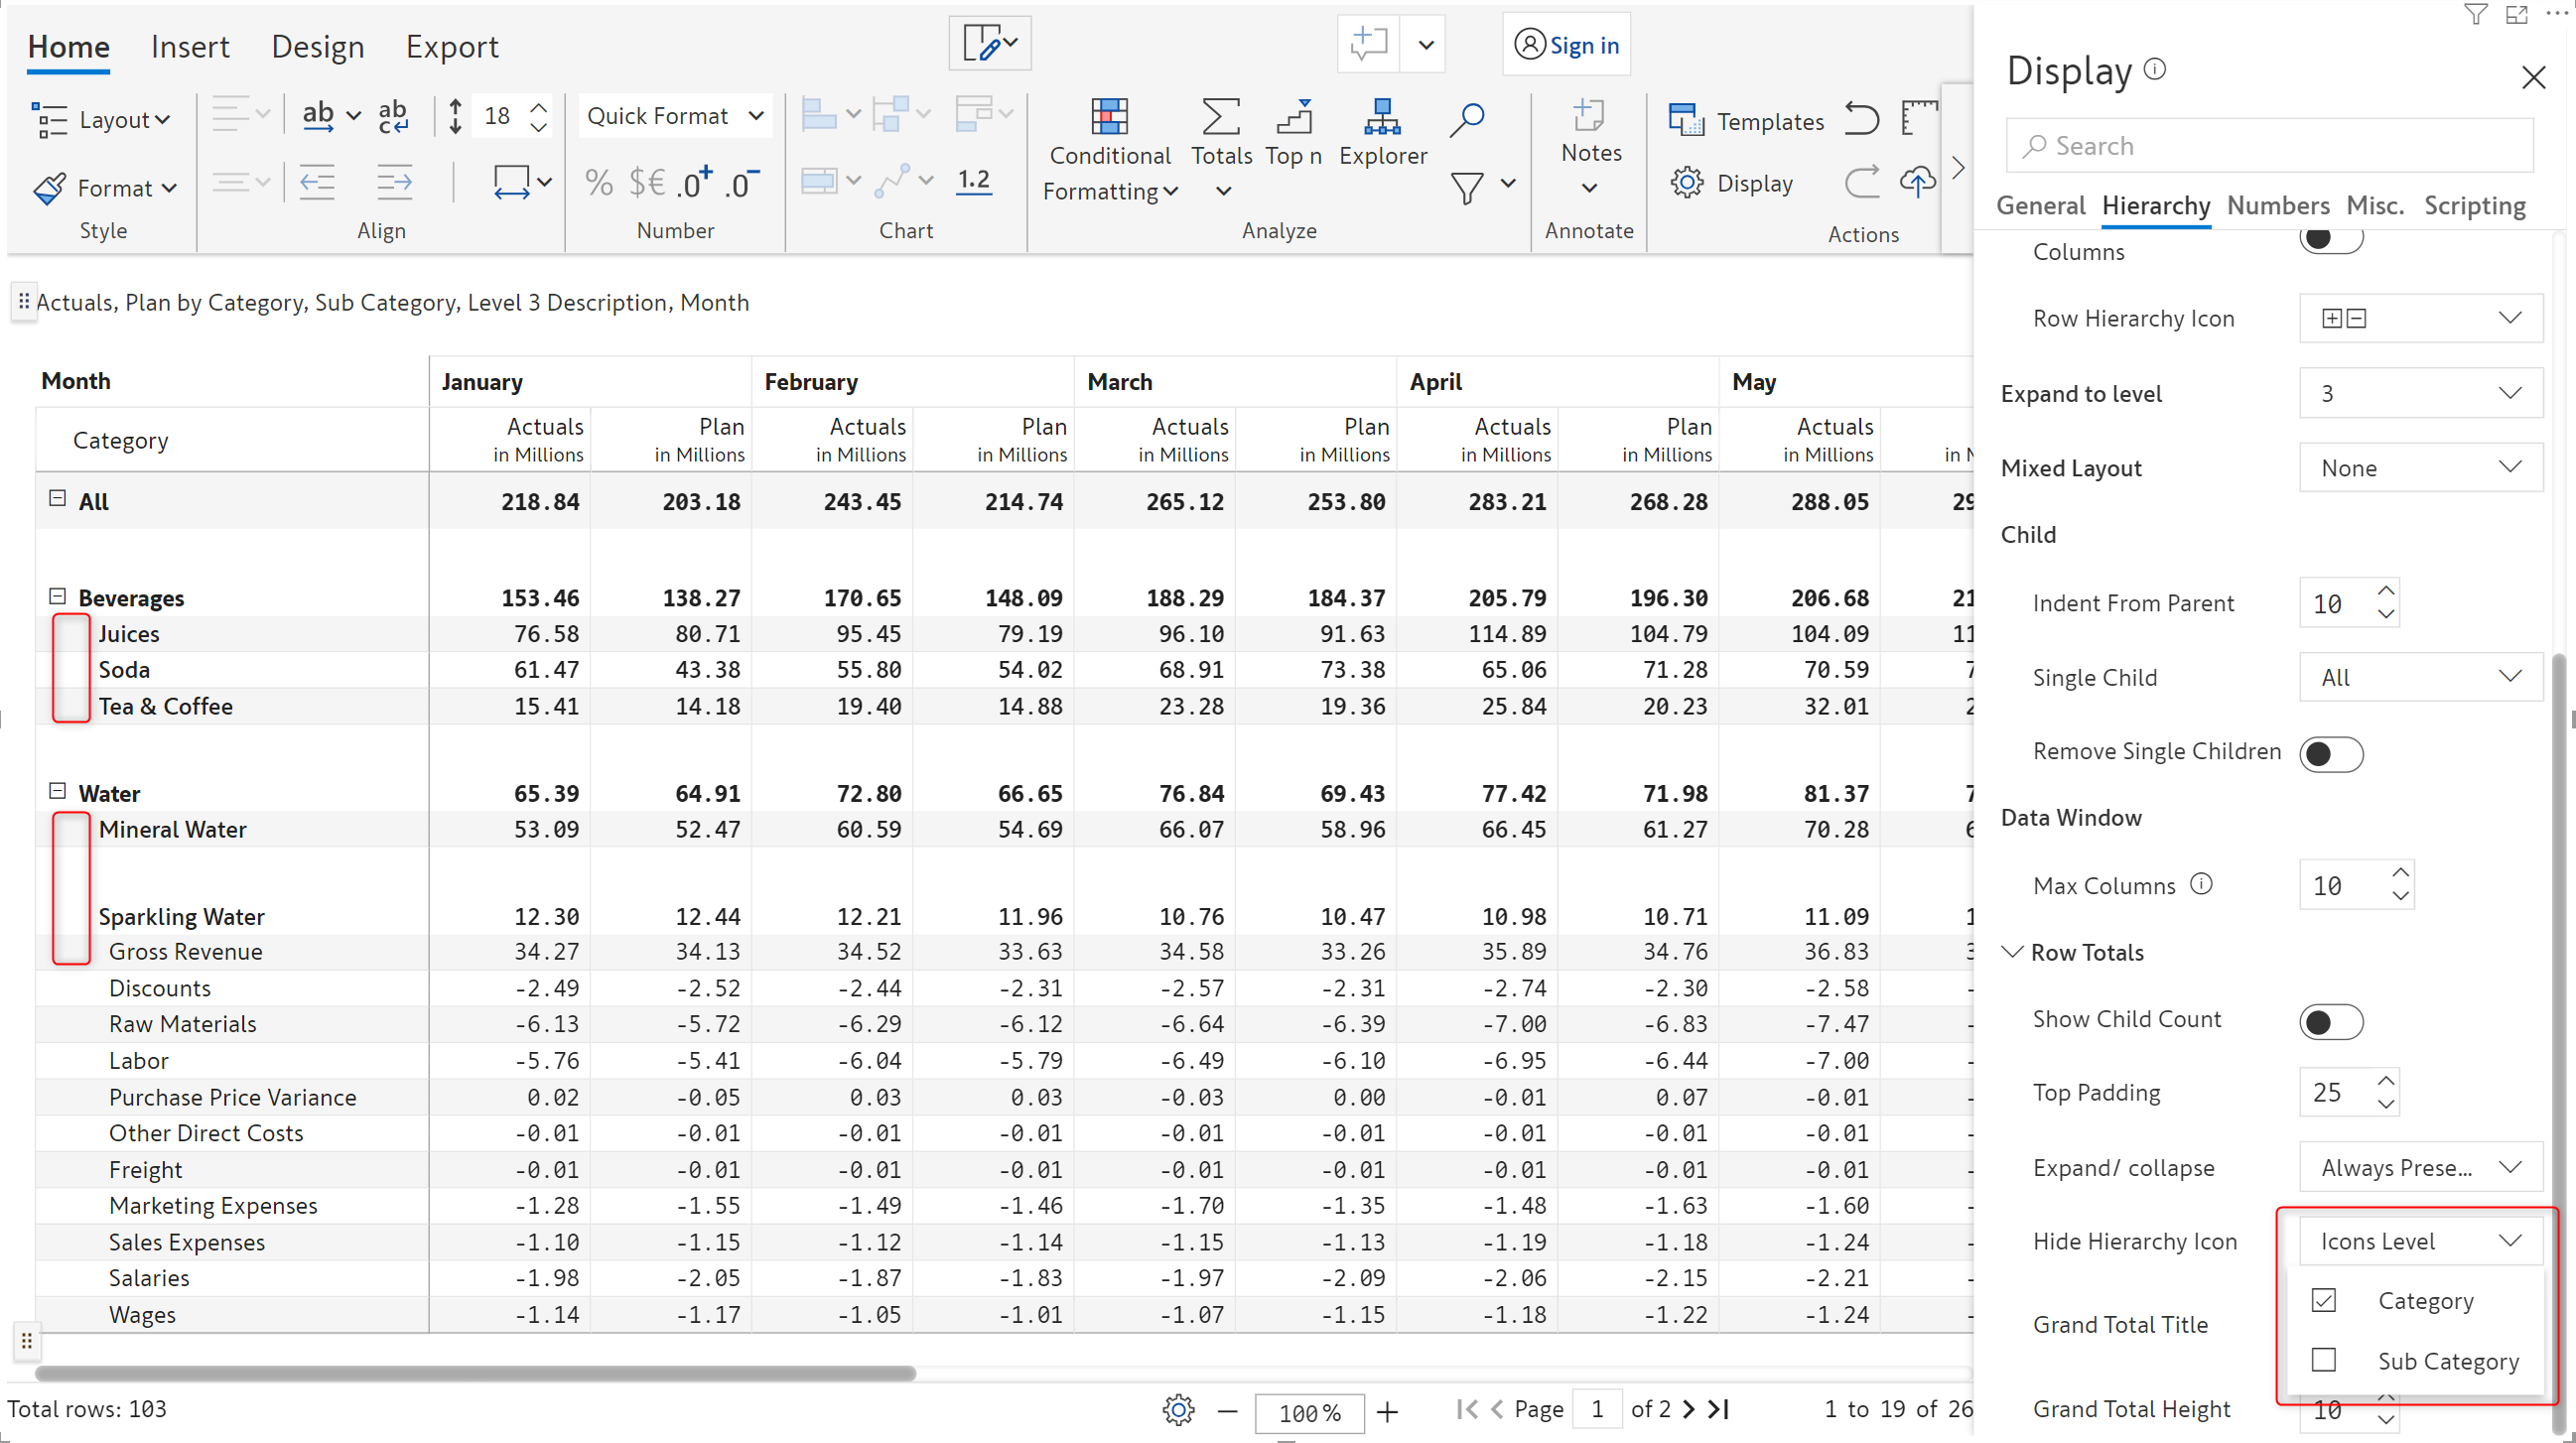 Home Insert Design Export Sign in
Layout ab ab c 18 Quick Format Conditional Formatting Totals Top n Explorer Notes Templates
Format % $€ .0+ .0- 1.2 Display
Style Align Number Chart Analyze Annotate Actions
Actuals, Plan by Category, Sub Category, Level 3 Description, Month
Month January February March April May
Category Actuals Plan Actuals Plan Actuals Plan Actuals Plan Actuals
in Millions in Millions in Millions in Millions in Millions in Millions in Millions in Millions in Millions in
All 218.84 203.18 243.45 214.74 265.12 253.80 283.21 268.28 288.05 29
Beverages 153.46 138.27 170.65 148.09 188.29 184.37 205.79 196.30 206.68 21
Juices 76.58 80.71 95.45 79.19 96.10 91.63 114.89 104.79 104.09 11
Soda 61.47 43.38 55.80 54.02 68.91 73.38 65.06 71.28 70.59 7
Tea & Coffee 15.41 14.18 19.40 14.88 23.28 19.36 25.84 20.23 32.01 2
Water 65.39 64.91 72.80 66.65 76.84 69.43 77.42 71.98 81.37 7
Mineral Water 53.09 52.47 60.59 54.69 66.07 58.96 66.45 61.27 70.28 6
Sparkling Water 12.30 12.44 12.21 11.96 10.76 10.47 10.98 10.71 11.09 1
Gross Revenue 34.27 34.13 34.52 33.63 34.58 33.26 35.89 34.76 36.83 3
Discounts -2.49 -2.52 -2.44 -2.31 -2.57 -2.31 -2.74 -2.30 -2.58 -
Raw Materials -6.13 -5.72 -6.29 -6.12 -6.64 -6.39 -7.00 -6.83 -7.47 -
Labor -5.76 -5.41 -6.04 -5.79 -6.49 -6.10 -6.95 -6.44 -7.00 -
Purchase Price Variance 0.02 -0.05 0.03 0.03 -0.03 0.00 -0.01 0.07 -0.01 -
Other Direct Costs -0.01 -0.01 -0.01 -0.01 -0.01 -0.01 -0.01 -0.01 -0.01 -
Freight -0.01 -0.01 -0.01 -0.01 -0.01 -0.01 -0.01 -0.01 -0.01 -
Marketing Expenses -1.28 -1.55 -1.49 -1.46 -1.70 -1.35 -1.48 -1.63 -1.60 -
Sales Expenses -1.10 -1.15 -1.12 -1.14 -1.15 -1.13 -1.19 -1.18 -1.24 -
Salaries -1.98 -2.05 -1.87 -1.83 -1.97 -2.09 -2.06 -2.15 -2.21 -
Wages -1.14 -1.17 -1.05 -1.01 -1.07 -1.15 -1.18 -1.22 -1.24 -
Total rows: 103 100% Page 1 of 2 1 to 19 of 26
Display
Search
General Hierarchy Numbers Misc. Scripting
Columns
Row Hierarchy Icon
Expand to level 3
Mixed Layout None
Child
Indent From Parent 10
Single Child All
Remove Single Children
Data Window
Max Columns 10
Row Totals
Show Child Count
Top Padding 25
Expand/ collapse Always Prese...
Hide Hierarchy Icon Icons Level
Category
Grand Total Title
Sub Category
Grand Total Height 10